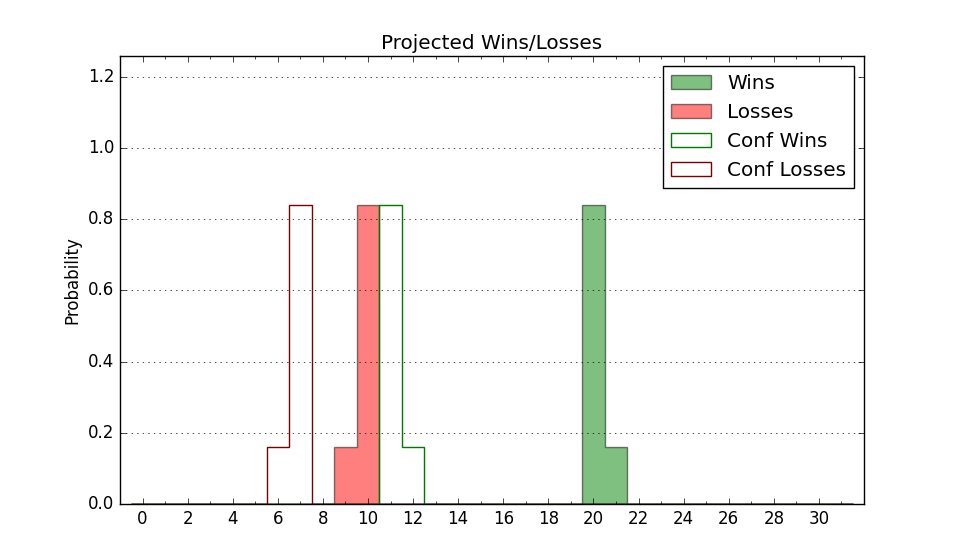 Projected Wins/Losses
Wins
Losses
Conf Wins
Conf Losses
Probability
1.2
1.0
0.8
0.6
0.4
0.2
0.0
0 2 4 6 8 10 12 14 16 18 20 22 24 26 28 30